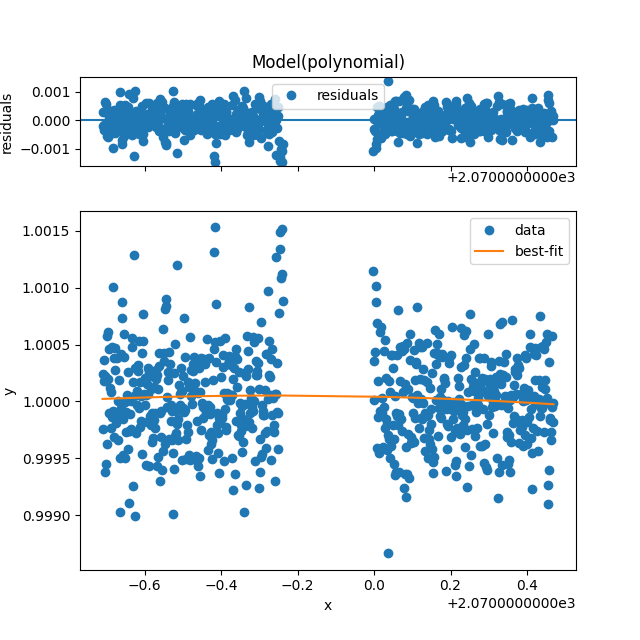 Model(polynomial)
0.001
0.000
−0.001
residuals
residuals
+2.0700000000e3
1.0015
1.0010
1.0005
1.0000
0.9995
0.9990
y
data
best-fit
−0.6
−0.4
−0.2
0.0
0.2
0.4
x
+2.0700000000e3